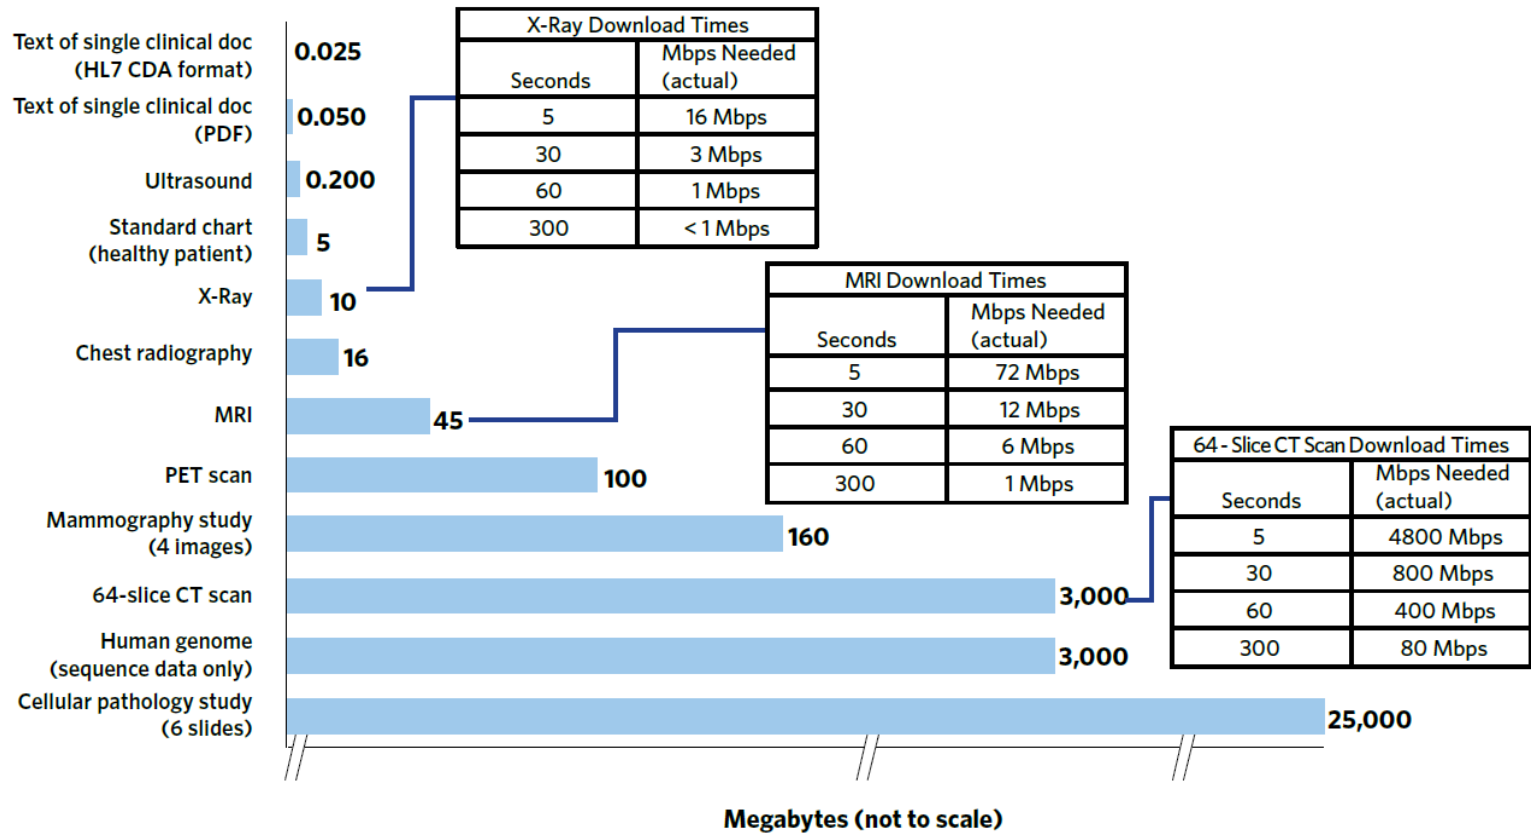 Text of single clinical doc
(HL7 CDA format)
0.025
Text of single clinical doc
(PDF)
0.050
Ultrasound
0.200
Standard chart
(healthy patient)
5
X-Ray
10
Chest radiography
16
MRI
45
PET scan
100
Mammography study
(4 images)
160
64-slice CT scan
3,000
Human genome
(sequence data only)
3,000
Cellular pathology study
(6 slides)
25,000
Megabytes (not to scale)
X-Ray Download Times
Seconds Mbps Needed
(actual)
5 16 Mbps
30 3 Mbps
60 1 Mbps
300 < 1 Mbps
MRI Download Times
Seconds Mbps Needed
(actual)
5 72 Mbps
30 12 Mbps
60 6 Mbps
300 1 Mbps
64 - Slice CT Scan Download Times
Seconds Mbps Needed
(actual)
5 4800 Mbps
30 800 Mbps
60 400 Mbps
300 80 Mbps